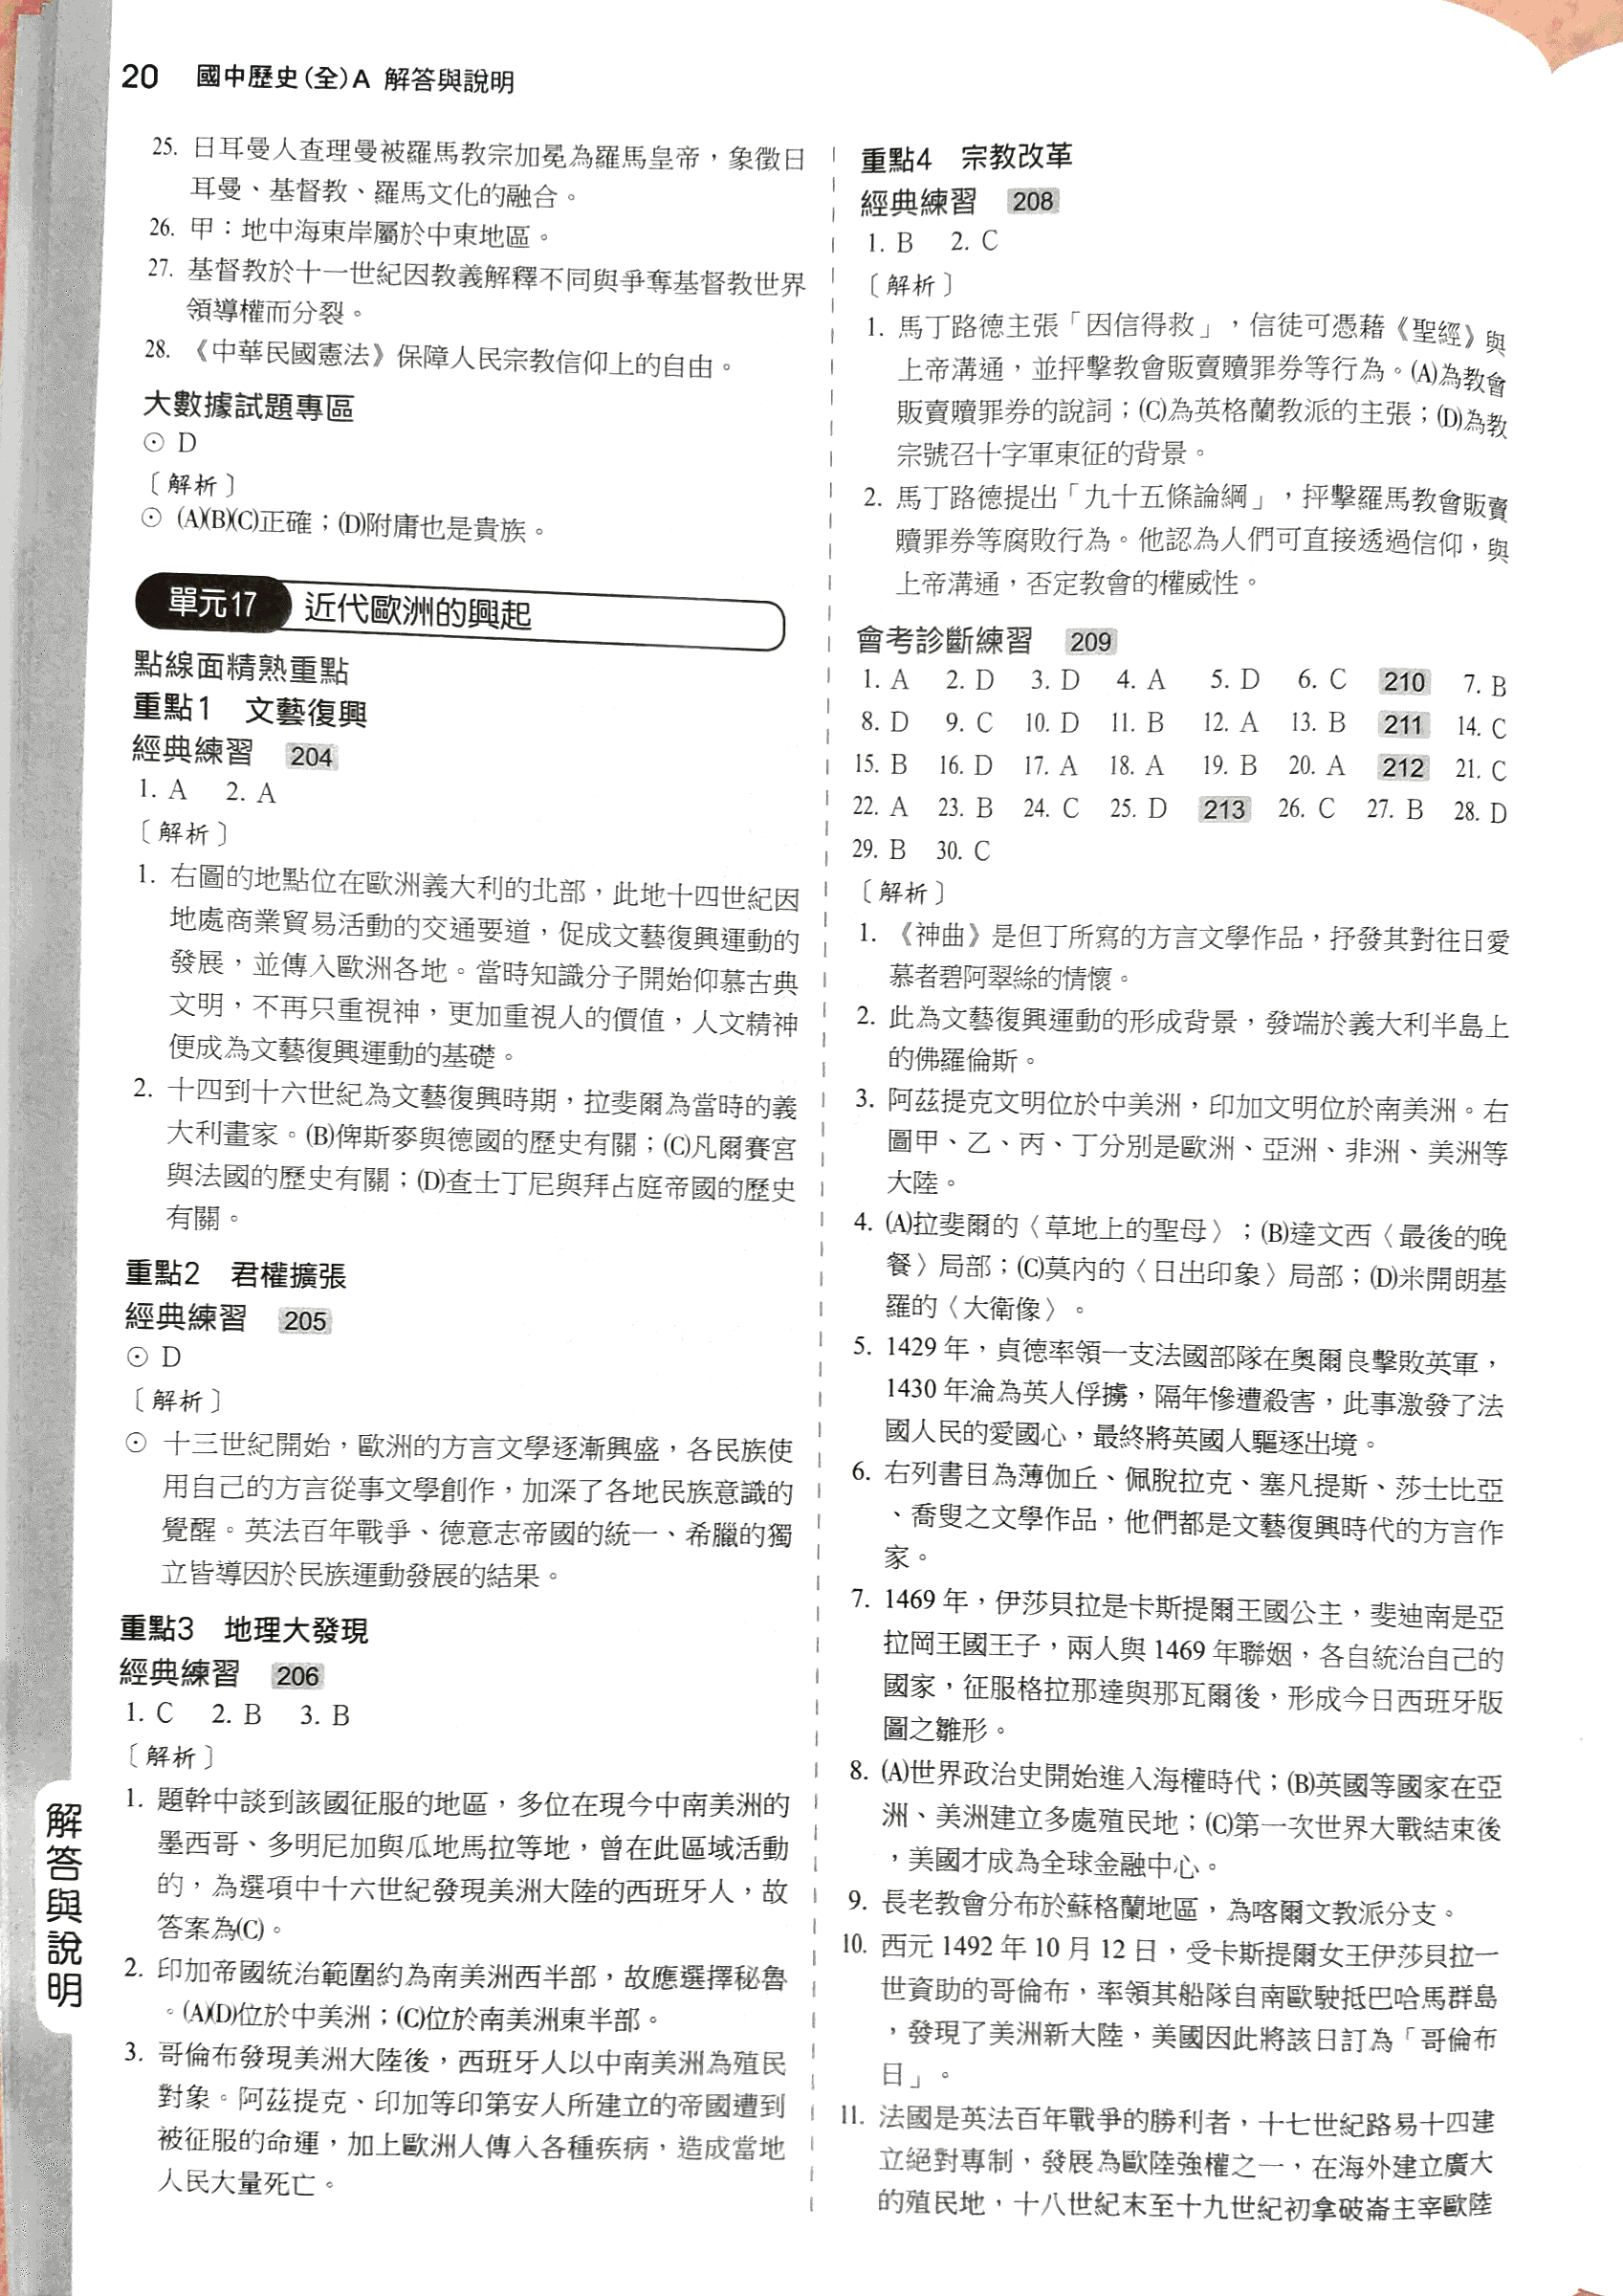 20 國中歷史(全)A 解答與說明
25. 日耳曼人查理曼被羅馬教宗加冕為羅馬皇帝，象徵日
耳曼、基督教、羅馬文化的融合。
26. 甲：地中海東岸屬於中東地區。
27. 基督教於十一世紀因教義解釋不同與爭奪基督教世界
領導權而分裂。
28. 《中華民國憲法》保障人民宗教信仰上的自由。
大數據試題專區
⊙ D
〔解析〕
⊙ (A)(B)(C)正確；(D)附庸也是貴族。
單元17 近代歐洲的興起
點線面精熟重點
重點1 文藝復興
經典練習 204
1. A 2. A
〔解析〕
1. 右圖的地點位在歐洲義大利的北部，此地十四世紀因
地處商業貿易活動的交通要道，促成文藝復興運動的
發展，並傳入歐洲各地。當時知識分子開始仰慕古典
文明，不再只重視神，更加重視人的價值，人文精神
便成為文藝復興運動的基礎。
2. 十四到十六世紀為文藝復興時期，拉斐爾為當時的義
大利畫家。(B)俾斯麥與德國的歷史有關；(C)凡爾賽宮
與法國的歷史有關；(D)查士丁尼與拜占庭帝國的歷史
有關。
重點2 君權擴張
經典練習 205
⊙ D
〔解析〕
⊙ 十三世紀開始，歐洲的方言文學逐漸興盛，各民族使
用自己的方言從事文學創作，加深了各地民族意識的
覺醒。英法百年戰爭、德意志帝國的統一、希臘的獨
立皆導因於民族運動發展的結果。
重點3 地理大發現
經典練習 206
1. C 2. B 3. B
〔解析〕
1. 題幹中談到該國征服的地區，多位在現今中南美洲的
墨西哥、多明尼加與瓜地馬拉等地，曾在此區域活動
的，為選項中十六世紀發現美洲大陸的西班牙人，故
答案為(C)。
2. 印加帝國統治範圍約為南美洲西半部，故應選擇秘魯
。(A)(D)位於中美洲；(C)位於南美洲東半部。
3. 哥倫布發現美洲大陸後，西班牙人以中南美洲為殖民
對象。阿茲提克、印加等印第安人所建立的帝國遭到
被征服的命運，加上歐洲人傳入各種疾病，造成當地
人民大量死亡。
解答與說明
重點4 宗教改革
經典練習 208
1. B 2. C
〔解析〕
1. 馬丁路德主張「因信得救」，信徒可憑藉《聖經》與
上帝溝通，並抨擊教會販賣贖罪券等行為。(A)為教會
販賣贖罪券的說詞；(C)為英格蘭教派的主張；(D)為教
宗號召十字軍東征的背景。
2. 馬丁路德提出「九十五條論綱」，抨擊羅馬教會販賣
贖罪券等腐敗行為。他認為人們可直接透過信仰，與
上帝溝通，否定教會的權威性。
會考診斷練習 209
1. A 2. D 3. D 4. A 5. D 6. C 210 7. B
8. D 9. C 10. D 11. B 12. A 13. B 211 14. C
15. B 16. D 17. A 18. A 19. B 20. A 212 21. C
22. A 23. B 24. C 25. D 213 26. C 27. B 28. D
29. B 30. C
〔解析〕
1. 《神曲》是但丁所寫的方言文學作品，抒發其對往日愛
慕者碧阿翠絲的情懷。
2. 此為文藝復興運動的形成背景，發端於義大利半島上
的佛羅倫斯。
3. 阿茲提克文明位於中美洲，印加文明位於南美洲。右
圖甲、乙、丙、丁分別是歐洲、亞洲、非洲、美洲等
大陸。
4. (A)拉斐爾的〈草地上的聖母〉；(B)達文西〈最後的晚
餐〉局部；(C)莫內的〈日出印象〉局部；(D)米開朗基
羅的〈大衛像〉。
5. 1429 年，貞德率領一支法國部隊在奧爾良擊敗英軍，
1430 年淪為英人俘擄，隔年慘遭殺害，此事激發了法
國人民的愛國心，最終將英國人驅逐出境。
6. 右列書目為薄伽丘、佩脫拉克、塞凡提斯、莎士比亞
、喬叟之文學作品，他們都是文藝復興時代的方言作
家。
7. 1469 年，伊莎貝拉是卡斯提爾王國公主，斐迪南是亞
拉岡王國王子，兩人與 1469 年聯姻，各自統治自己的
國家，征服格拉那達與那瓦爾後，形成今日西班牙版
圖之雛形。
8. (A)世界政治史開始進入海權時代；(B)英國等國家在亞
洲、美洲建立多處殖民地；(C)第一次世界大戰結束後
，美國才成為全球金融中心。
9. 長老教會分布於蘇格蘭地區，為喀爾文教派分支。
10. 西元 1492 年 10 月 12 日，受卡斯提爾女王伊莎貝拉一
世資助的哥倫布，率領其船隊自南歐駛抵巴哈馬群島
，發現了美洲新大陸，美國因此將該日訂為「哥倫布
日」。
11. 法國是英法百年戰爭的勝利者，十七世紀路易十四建
立絕對專制，發展為歐陸強權之一，在海外建立廣大
的殖民地，十八世紀末至十九世紀初拿破崙主宰歐陸